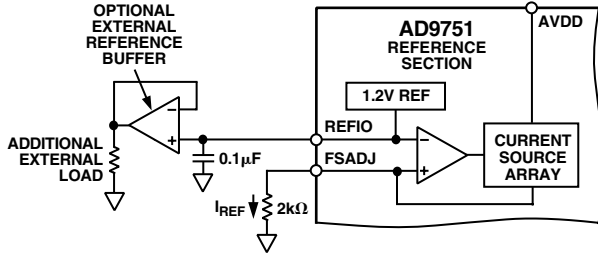 OPTIONAL
EXTERNAL
REFERENCE
BUFFER
AD9751
REFERENCE
SECTION
AVDD
1.2V REF
−
+
REFIO
−
+
ADDITIONAL
EXTERNAL
LOAD
0.1μF
FSADJ
CURRENT
SOURCE
ARRAY
IREF
2kΩ